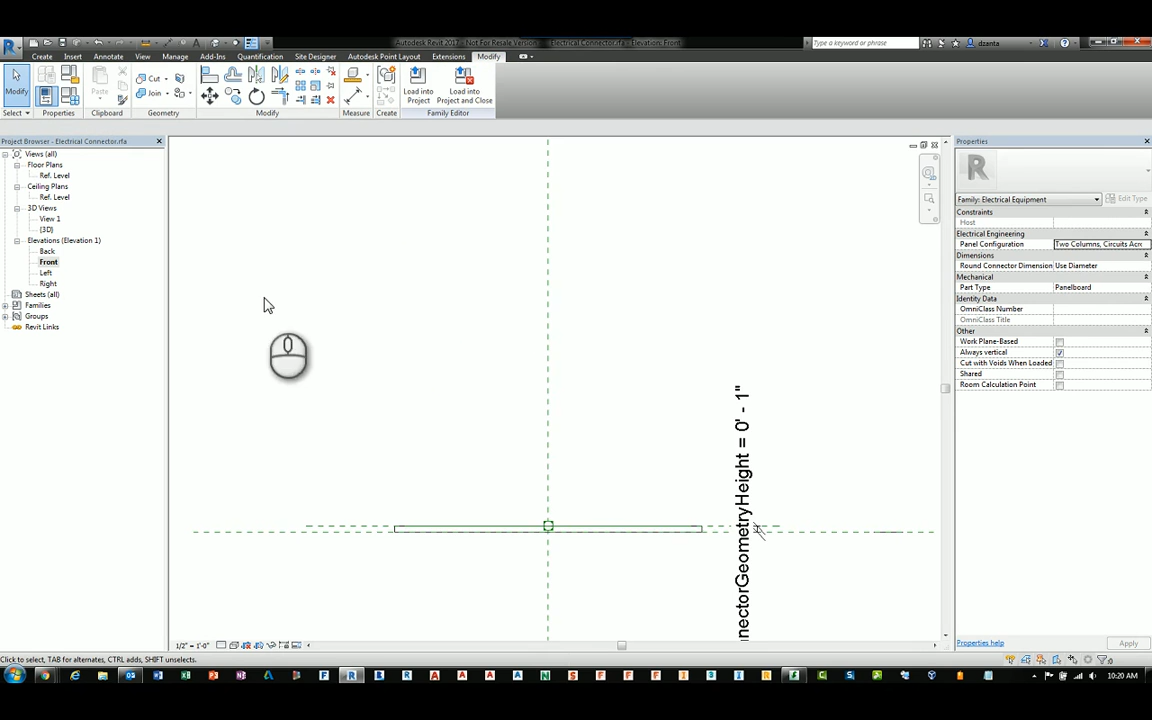 Autodesk Revit 2017 - Not For Resale Version - Electrical Connector.rfa - Elevation: Front
Type a keyword or phrase
dzanta
Create Insert Annotate View Manage Add-Ins Quantification Site Designer Autodesk Point Layout Extensions Modify
Modify
Paste
Cut
Join
Load into Project
Load into Project and Close
Select Properties Clipboard Geometry Modify Measure Create Family Editor
Project Browser - Electrical Connector.rfa
Views (all)
Floor Plans
Ref. Level
Ceiling Plans
Ref. Level
3D Views
View 1
{3D}
Elevations (Elevation 1)
Back
Front
Left
Right
Sheets (all)
Families
Groups
Revit Links
nnectorGeometryHeight = 0' - 1"
Properties
R
Family: Electrical Equipment
Edit Type
Constraints
Host
Electrical Engineering
Panel Configuration Two Columns, Circuits Acro
Dimensions
Round Connector Dimension Use Diameter
Mechanical
Part Type Panelboard
Identity Data
OmniClass Number
OmniClass Title
Other
Work Plane-Based
Always vertical
Cut with Voids When Loaded
Shared
Room Calculation Point
Properties help
Apply
1/2" = 1'-0"
Click to select, TAB for alternates, CTRL adds, SHIFT unselects.
:0
10:20 AM